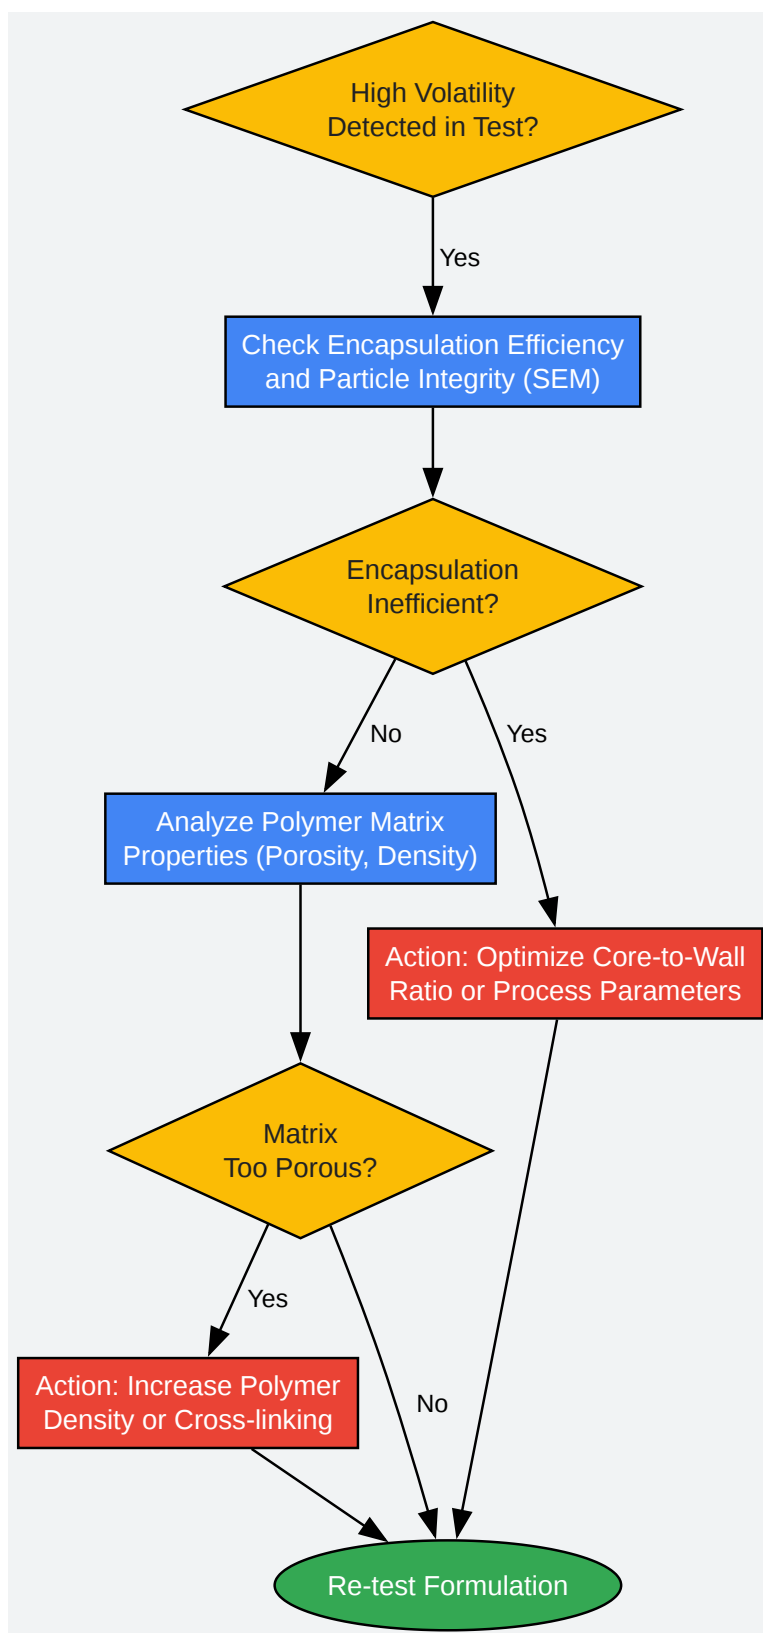 High Volatility
Detected in Test?
Yes
Check Encapsulation Efficiency
and Particle Integrity (SEM)
Encapsulation
Inefficient?
No
Yes
Analyze Polymer Matrix
Properties (Porosity, Density)
Action: Optimize Core-to-Wall
Ratio or Process Parameters
Matrix
Too Porous?
Yes
Action: Increase Polymer
Density or Cross-linking
No
Re-test Formulation